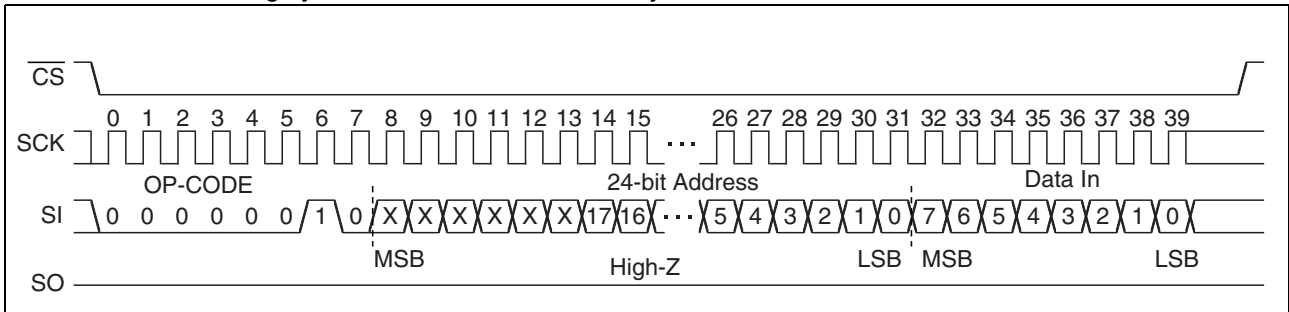 CS
0 1 2 3 4 5 6 7 8 9 10 11 12 13 14 15 26 27 28 29 30 31 32 33 34 35 36 37 38 39
SCK ...
OP-CODE 24-bit Address Data In
SI 0 0 0 0 0 0 1 0 X X X X X X 17 16 ... 5 4 3 2 1 0 7 6 5 4 3 2 1 0
MSB High-Z LSB MSB LSB
SO